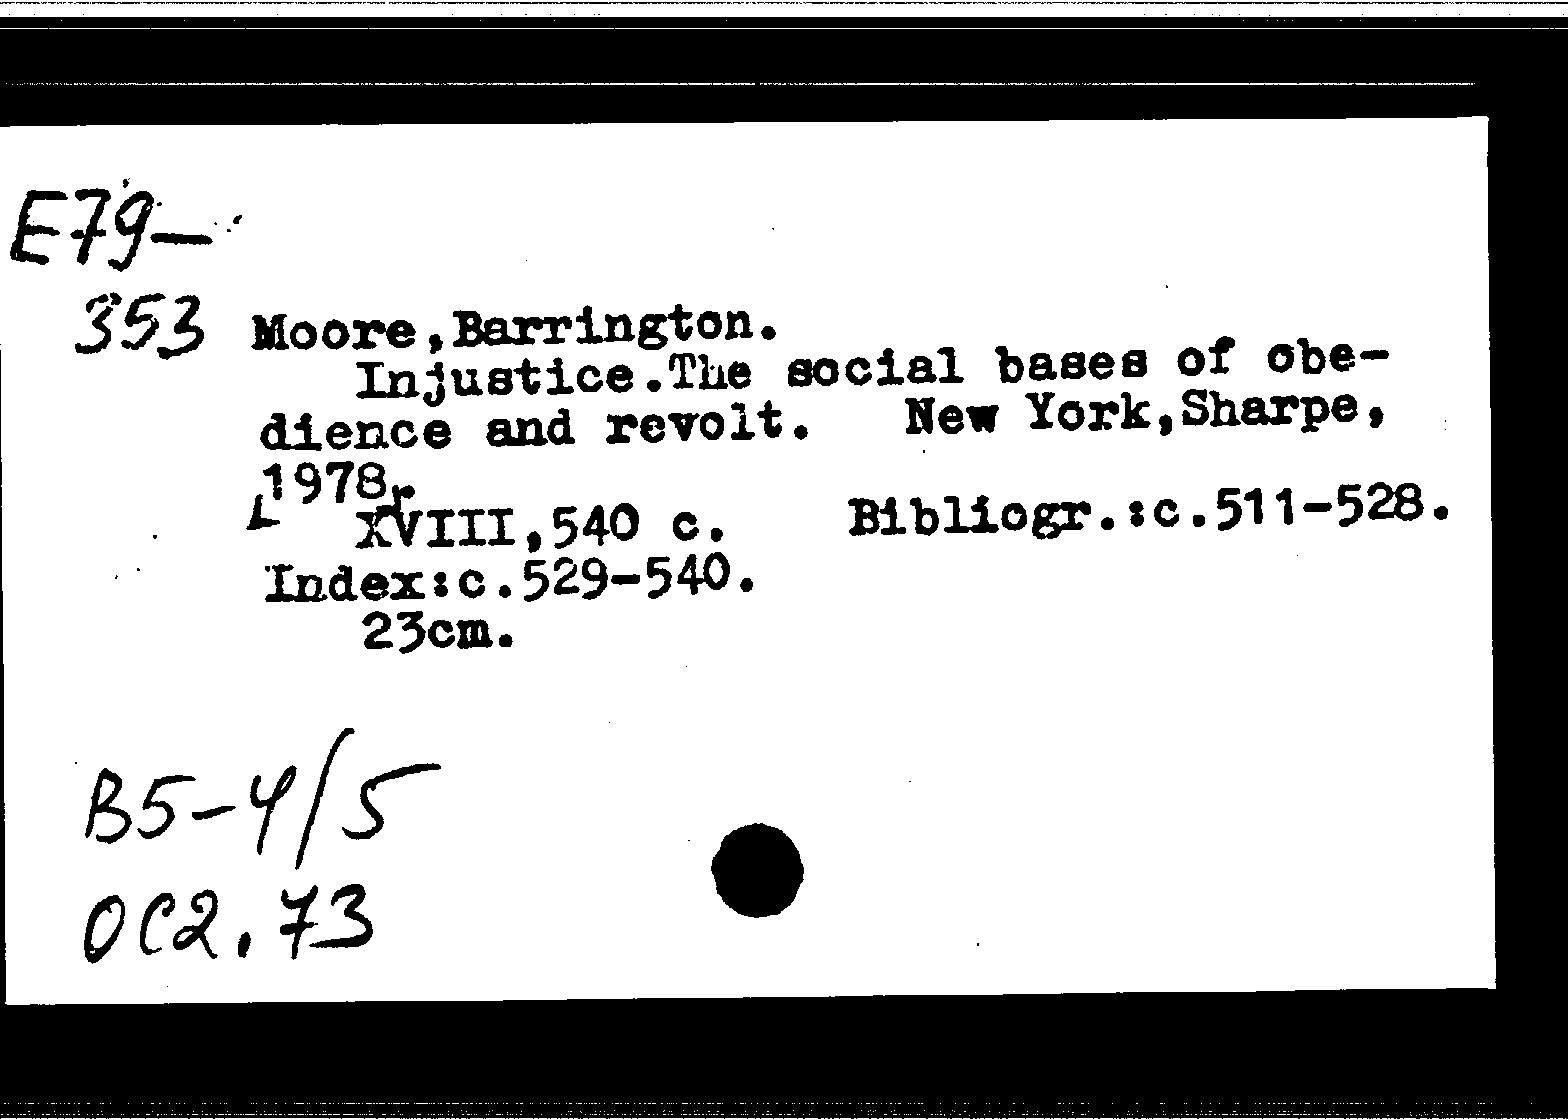 E79-
353 Moore,Barrington.
Injustice.The social bases of obe-
dience and revolt. New York,Sharpe,
1978.
XVIII,540 c. Bibliogr.:c.511-528.
Index:c.529-540.
23cm.
B5-4/5
OC2.73